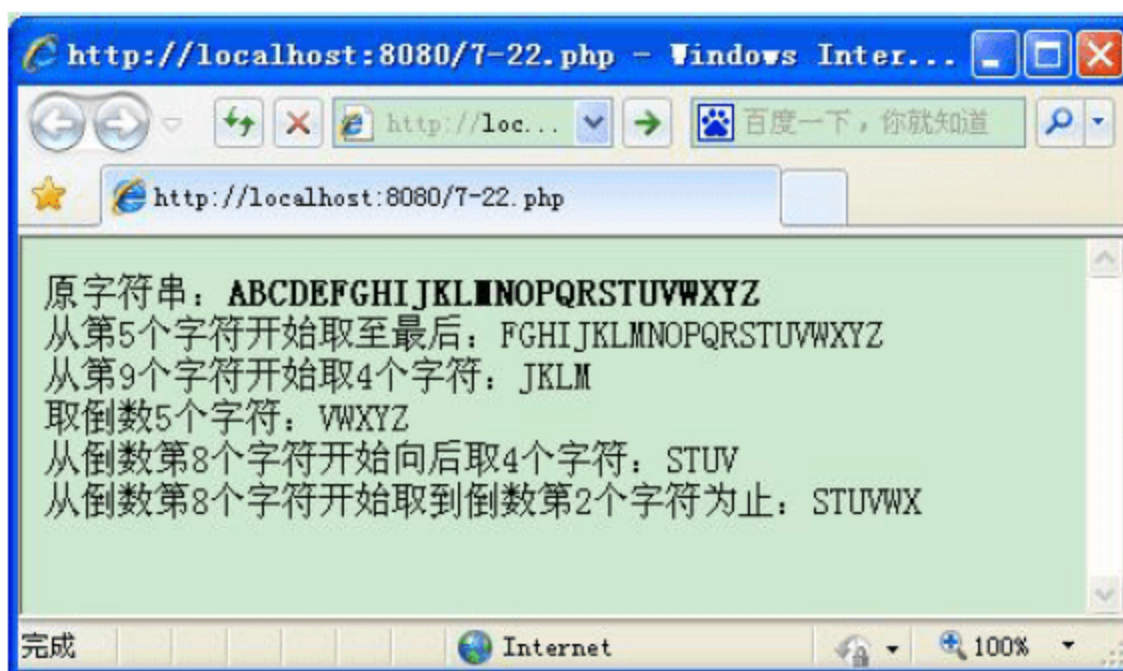 http://localhost:8080/7-22.php - Windows Inter...
http://loc...
百度一下，你就知道
http://localhost:8080/7-22.php
原字符串：ABCDEFGHIJKLMNOPQRSTUVWXYZ
从第5个字符开始取至最后：FGHIJKLMNOPQRSTUVWXYZ
从第9个字符开始取4个字符：JKLM
取倒数5个字符：VWXYZ
从倒数第8个字符开始向后取4个字符：STUV
从倒数第8个字符开始取到倒数第2个字符为止：STUVWX
完成
Internet
100%